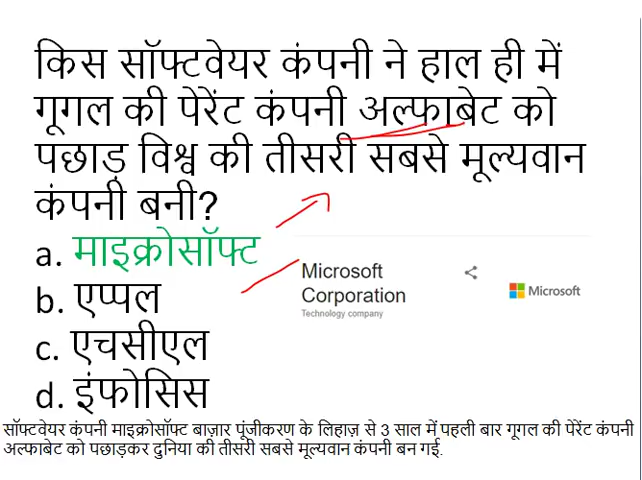 किस सॉफ्टवेयर कंपनी ने हाल ही में
गूगल की पेरेंट कंपनी अल्फाबेट को
पछाड़ विश्व की तीसरी सबसे मूल्यवान
कंपनी बनी?
a. माइक्रोसॉफ्ट
b. एप्पल
c. एचसीएल
d. इंफोसिस
Microsoft
Corporation
Technology company
Microsoft
सॉफ्टवेयर कंपनी माइक्रोसॉफ्ट बाज़ार पूंजीकरण के लिहाज़ से 3 साल में पहली बार गूगल की पेरेंट कंपनी
अल्फाबेट को पछाड़कर दुनिया की तीसरी सबसे मूल्यवान कंपनी बन गई.